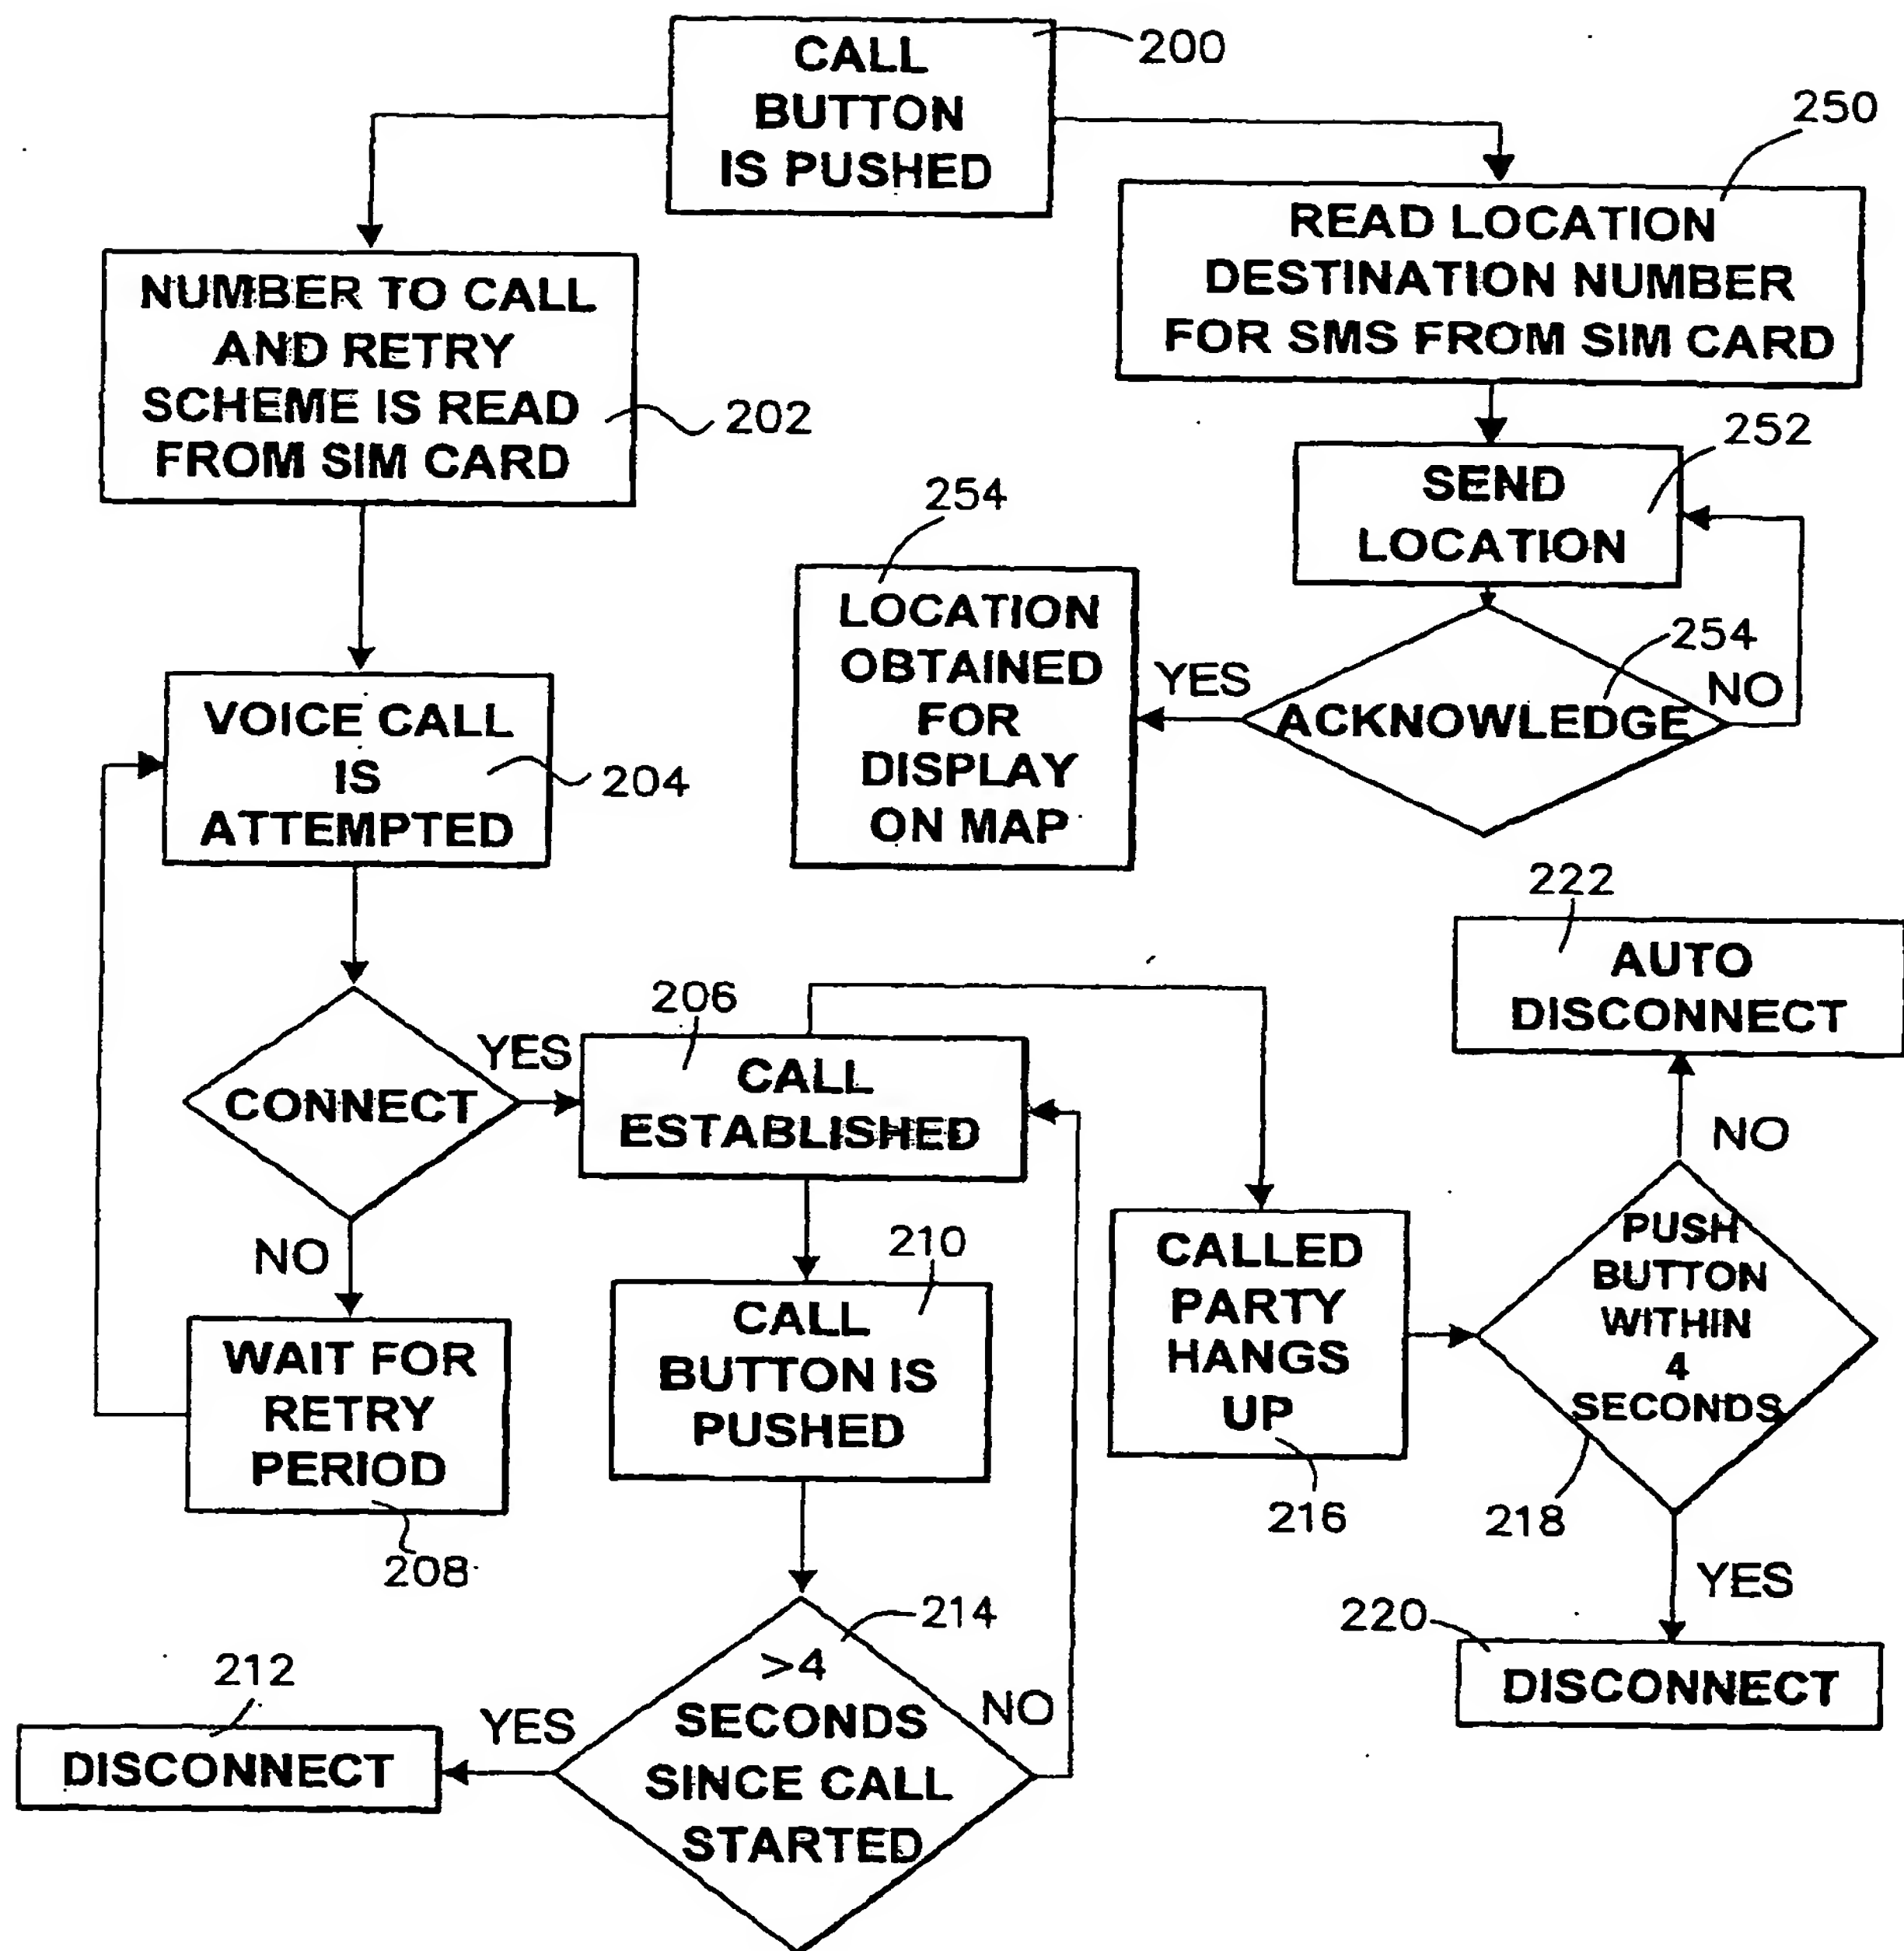 CALL
BUTTON
IS PUSHED
200
250
READ LOCATION
DESTINATION NUMBER
FOR SMS FROM SIM CARD
NUMBER TO CALL
AND RETRY
SCHEME IS READ
FROM SIM CARD
202
252
SEND
LOCATION
254
LOCATION
OBTAINED
FOR
DISPLAY
ON MAP
YES
254
NO
ACKNOWLEDGE
VOICE CALL
IS
ATTEMPTED
204
222
AUTO
DISCONNECT
206
YES
CALL
ESTABLISHED
CONNECT
NO
NO
210
CALL
BUTTON IS
PUSHED
CALLED
PARTY
HANGS
UP
216
PUSH
BUTTON
WITHIN
4
SECONDS
218
WAIT FOR
RETRY
PERIOD
208
YES
220
DISCONNECT
214
>4
SECONDS
SINCE CALL
STARTED
NO
YES
212
DISCONNECT